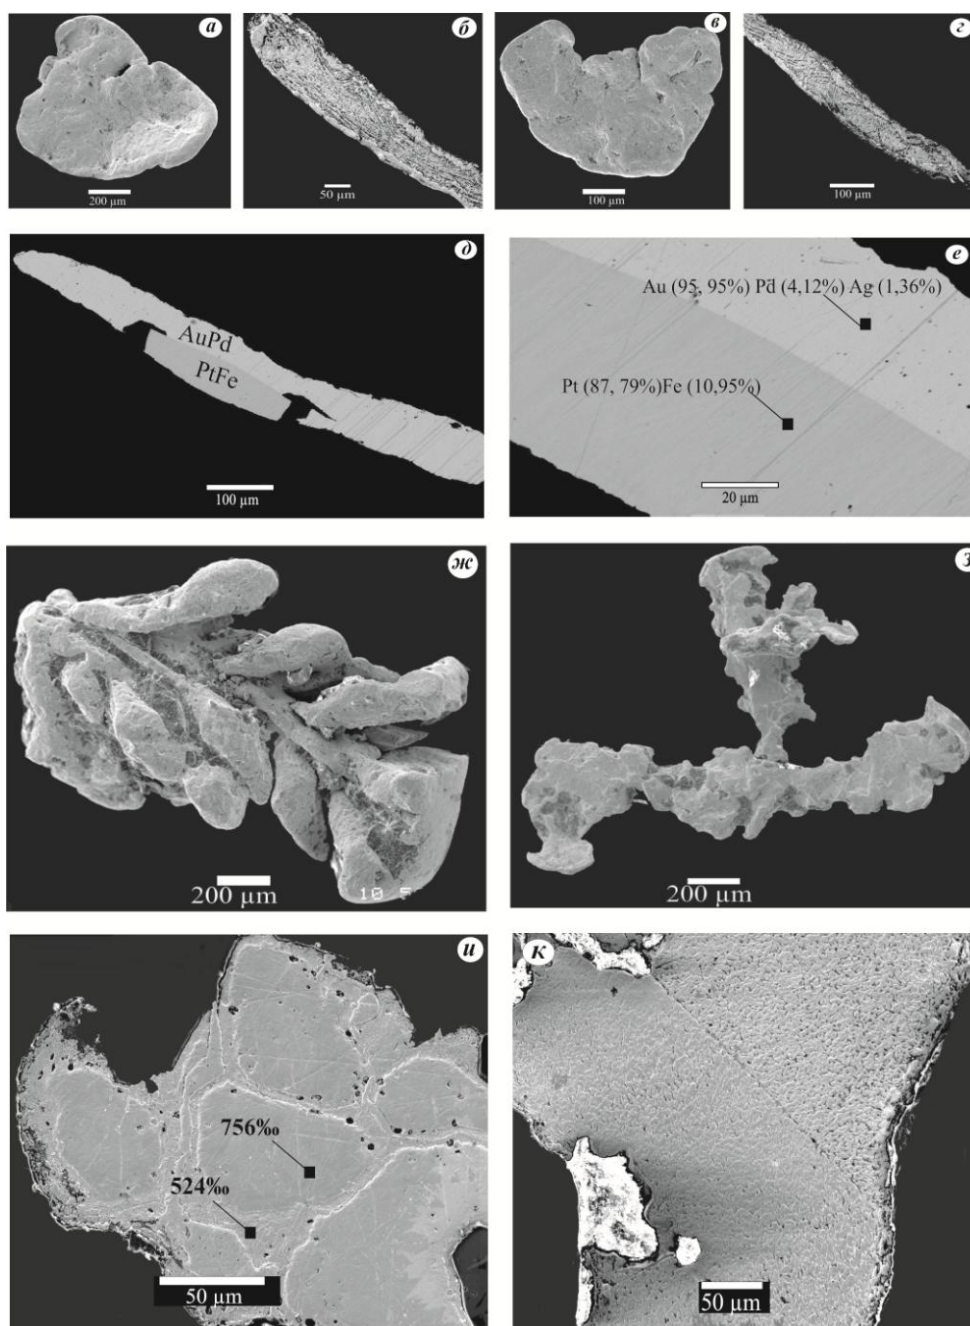 а
200 µm
б
50 µm
в
100 µm
г
100 µm
д
AuPd
PtFe
100 µm
е
Au (95, 95%) Pd (4,12%) Ag (1,36%)
Pt (87, 79%)Fe (10,95%)
20 µm
ж
200 µm
10 5
з
200 µm
и
756‰
524‰
50 µm
к
50 µm